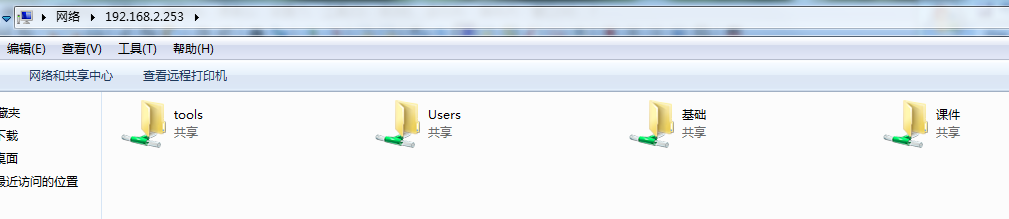 网络 192.168.2.253
编辑(E) 查看(V) 工具(T) 帮助(H)
网络和共享中心 查看远程打印机
藏夹
下载
桌面
最近访问的位置
tools
共享
Users
共享
基础
共享
课件
共享